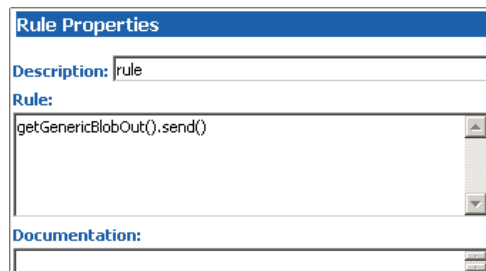 Rule Properties
Description: rule
Rule:
getGenericBlobOut().send()
Documentation: